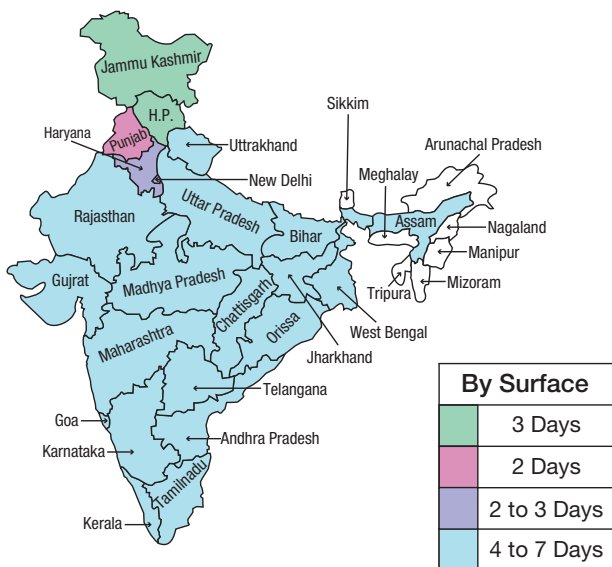 Jammu Kashmir
H.P.
Punjab
Haryana
Uttrakhand
New Delhi
Sikkim
Arunachal Pradesh
Meghalay
Assam
Nagaland
Manipur
Mizoram
Tripura
Rajasthan
Uttar Pradesh
Bihar
Gujrat
Madhya Pradesh
Chattisgarh
Orissa
West Bengal
Jharkhand
Maharashtra
Telangana
Goa
Karnataka
Andhra Pradesh
Tamilnadu
Kerala
By Surface
3 Days
2 Days
2 to 3 Days
4 to 7 Days